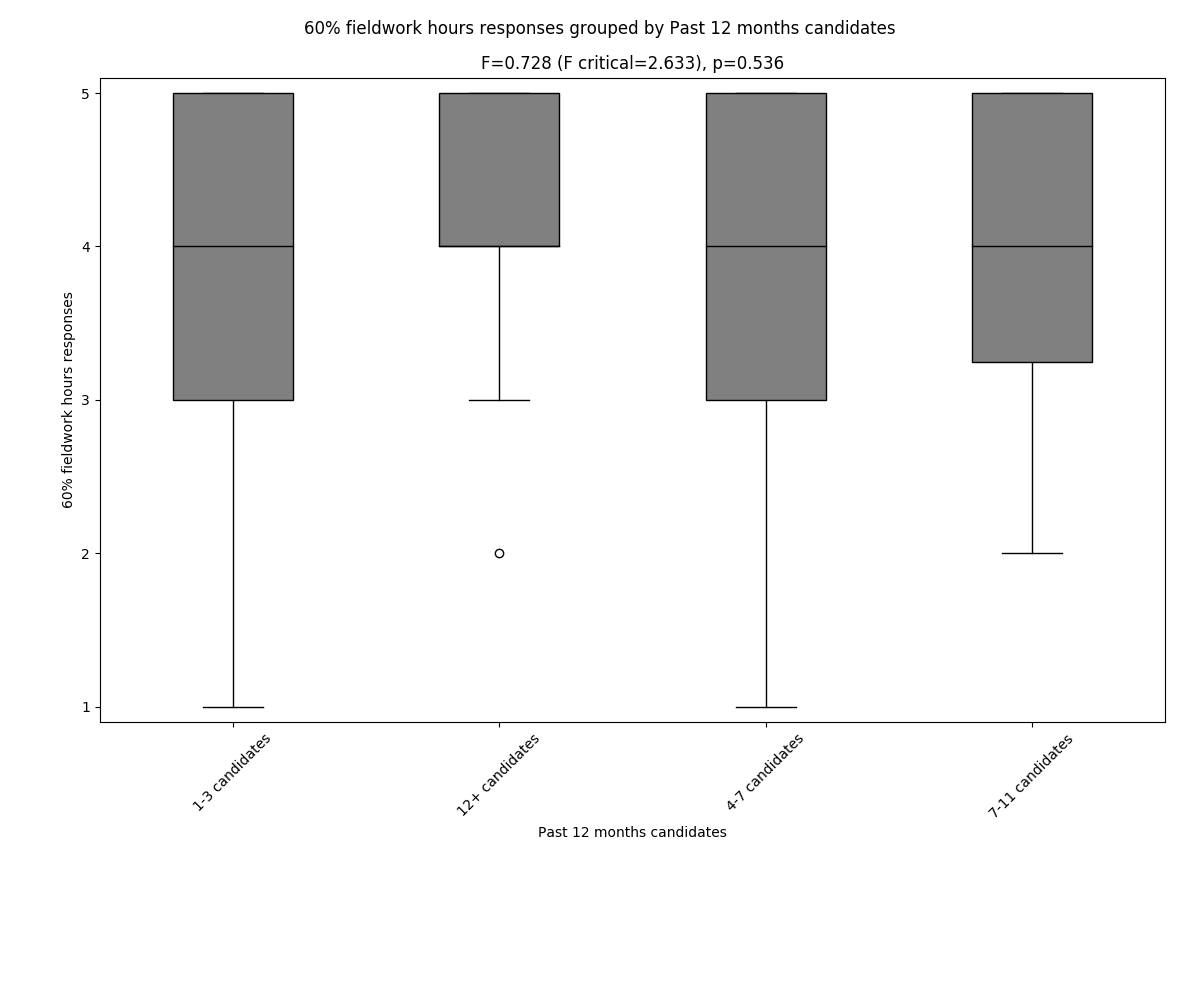 60% fieldwork hours responses grouped by Past 12 months candidates
F=0.728 (F critical=2.633), p=0.536
60% fieldwork hours responses
5
4
3
2
1
1-3 candidates
12+ candidates
4-7 candidates
7-11 candidates
Past 12 months candidates